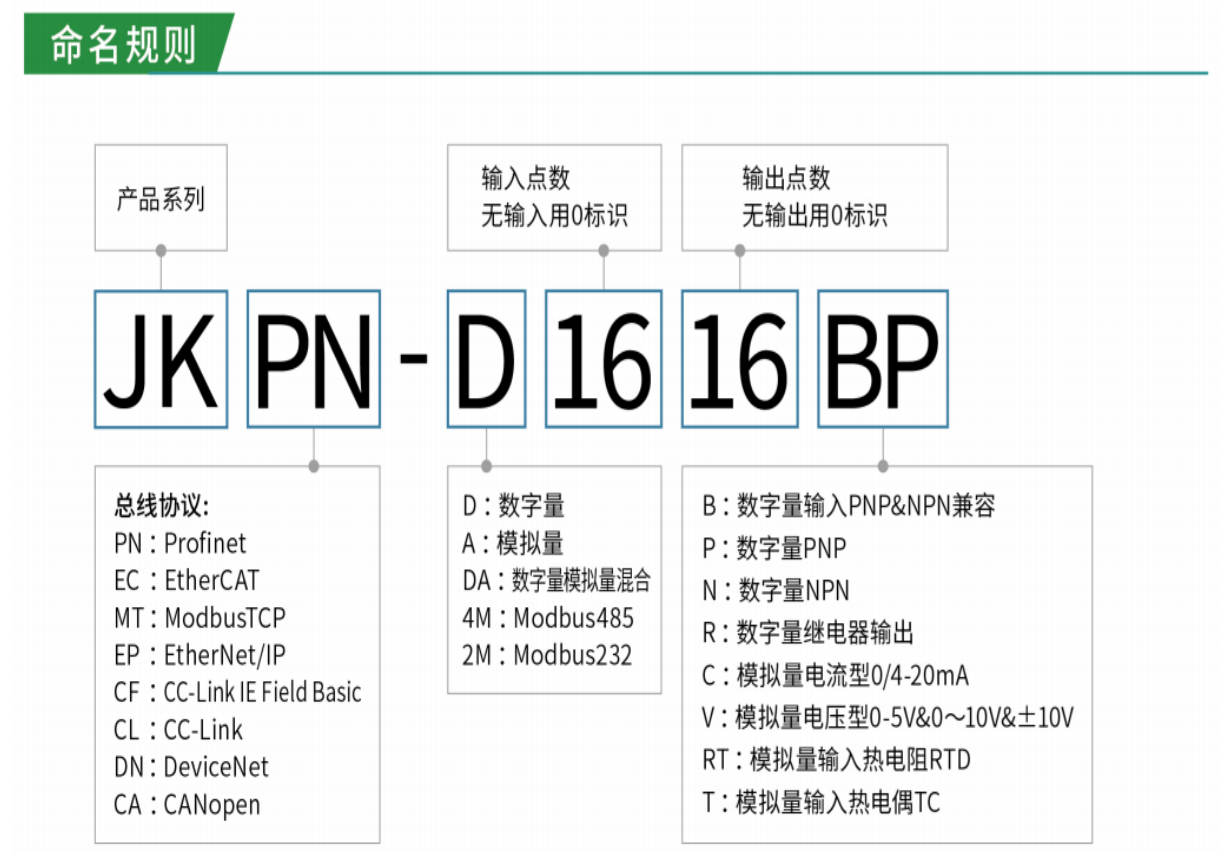 命名规则
产品系列
输入点数
无输入用0标识
输出点数
无输出用0标识
JK PN - D 16 16 BP
总线协议:
PN：Profinet
EC：EtherCAT
MT：ModbusTCP
EP：EtherNet/IP
CF：CC-Link IE Field Basic
CL：CC-Link
DN：DeviceNet
CA：CANopen
D：数字量
A：模拟量
DA：数字量模拟量混合
4M：Modbus485
2M：Modbus232
B：数字量输入PNP&NPN兼容
P：数字量PNP
N：数字量NPN
R：数字量继电器输出
C：模拟量电流型0/4-20mA
V：模拟量电压型0-5V&0～10V&±10V
RT：模拟量输入热电阻RTD
T：模拟量输入热电偶TC